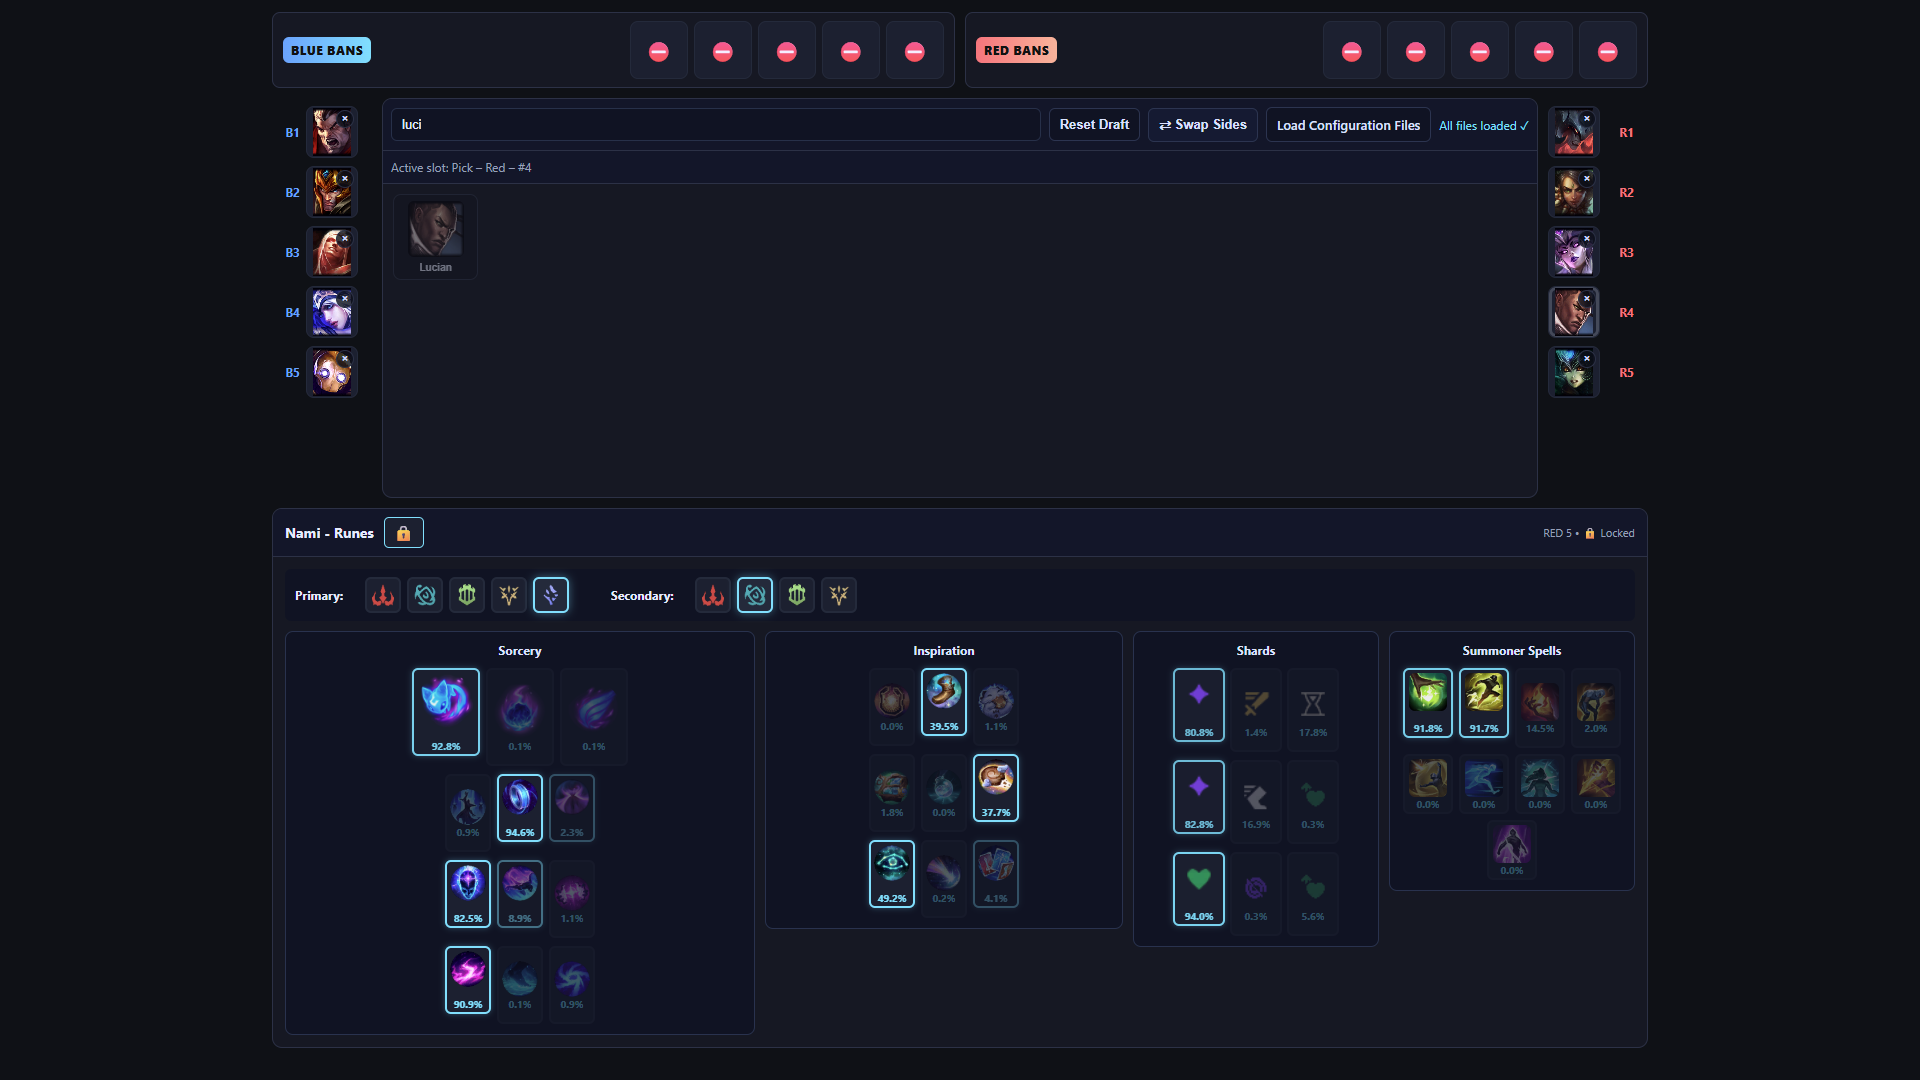 BLUE BANS
RED BANS
B1
B2
B3
B4
B5
luci
Reset Draft
⇄ Swap Sides
Load Configuration Files
All files loaded ✓
Active slot: Pick – Red – #4
Lucian
R1
R2
R3
R4
R5
Nami - Runes
RED 5 • 🔒 Locked
Primary:
Secondary:
Sorcery
92.8% 0.1% 0.1%
0.9% 94.6% 2.3%
82.5% 8.9% 1.1%
90.9% 0.1% 0.9%
Inspiration
0.0% 39.5% 1.1%
1.8% 0.0% 37.7%
49.2% 0.2% 4.1%
Shards
80.8% 1.4% 17.8%
82.8% 16.9% 0.3%
94.0% 0.3% 5.6%
Summoner Spells
91.8% 91.7% 14.5% 2.0%
0.0% 0.0% 0.0% 0.0%
0.0%